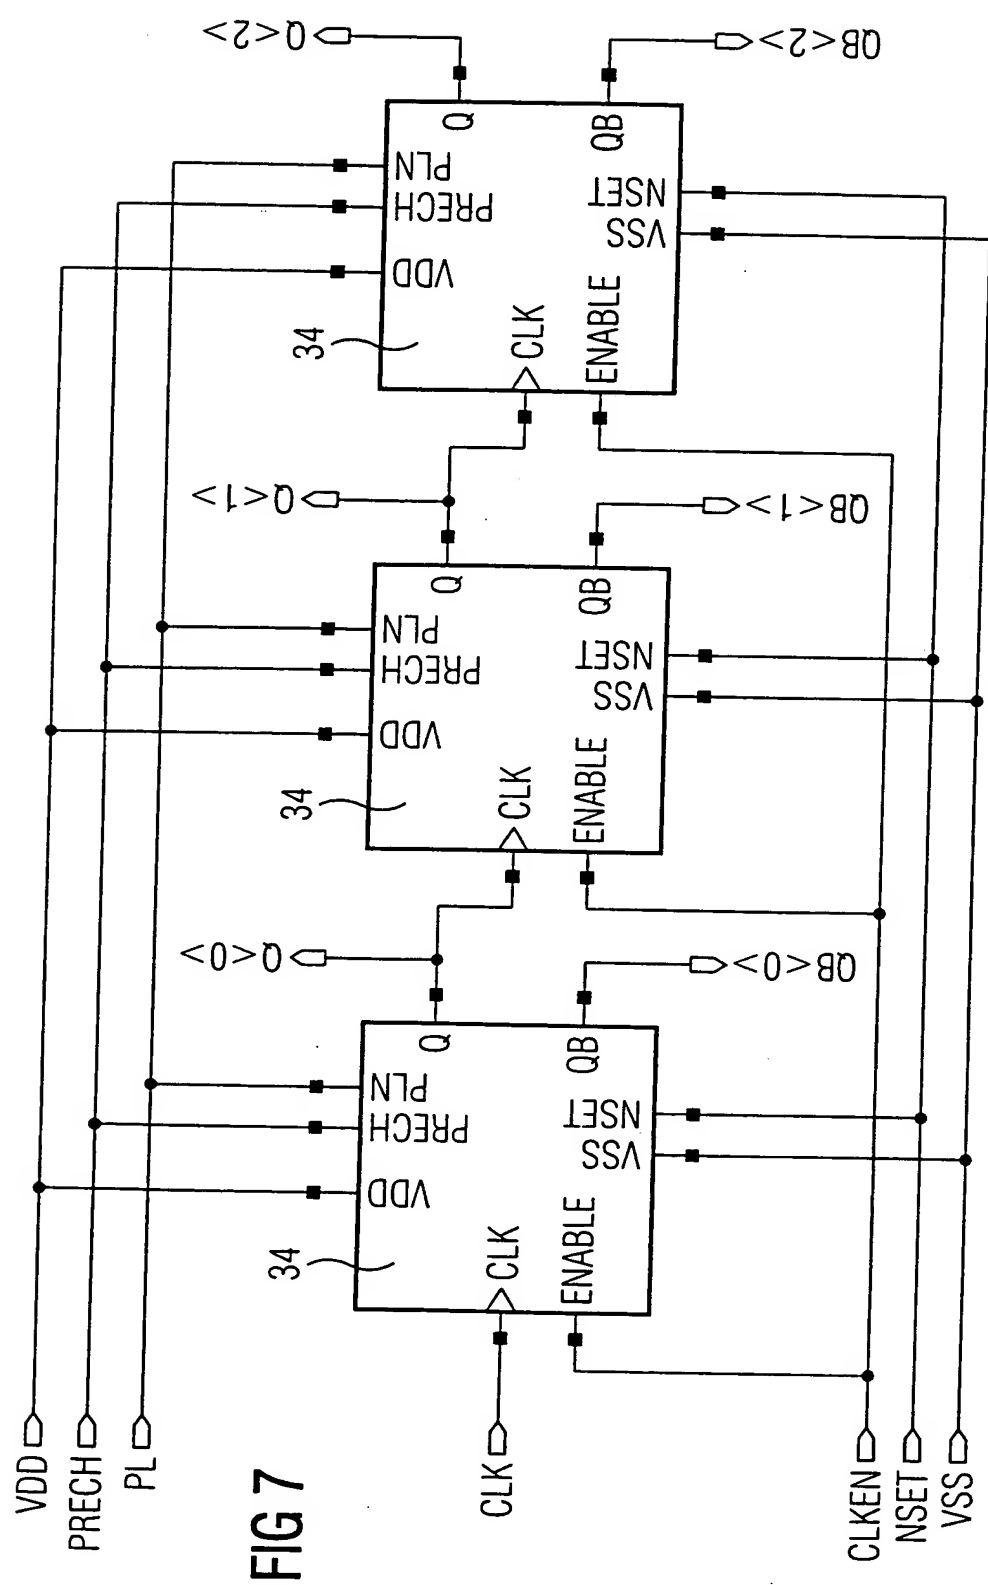 FIG 7
VDD
PRECH
PL
CLK
CLKEN
NSET
VSS
34
VDD
PRECH
PLN
Q
CLK
ENABLE
VSS
NSET
QB
Q<0>
QB<0>
34
VDD
PRECH
PLN
Q
CLK
ENABLE
VSS
NSET
QB
Q<1>
QB<1>
34
VDD
PRECH
PLN
Q
CLK
ENABLE
VSS
NSET
QB
Q<2>
QB<2>